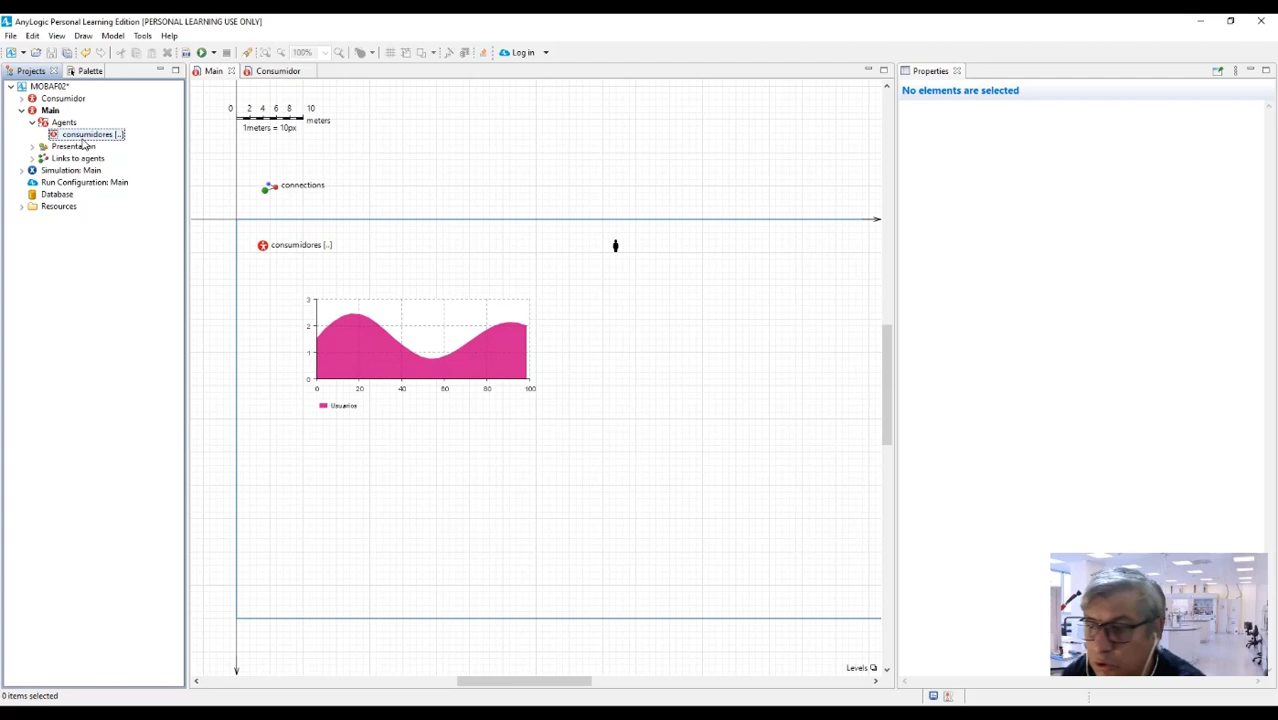 AnyLogic Personal Learning Edition [PERSONAL LEARNING USE ONLY]
File Edit View Draw Model Tools Help
100% Log in
Projects Palette
MOBAF02*
Consumidor
Main
Agents
consumidores [..]
Presentation
Links to agents
Simulation: Main
Run Configuration: Main
Database
Resources
Main Consumidor
0 2 4 6 8 10
meters
1meters = 10px
connections
consumidores [..]
3
2
1
0
0 20 40 60 80 100
Usuarios
Levels
Properties
No elements are selected
0 items selected